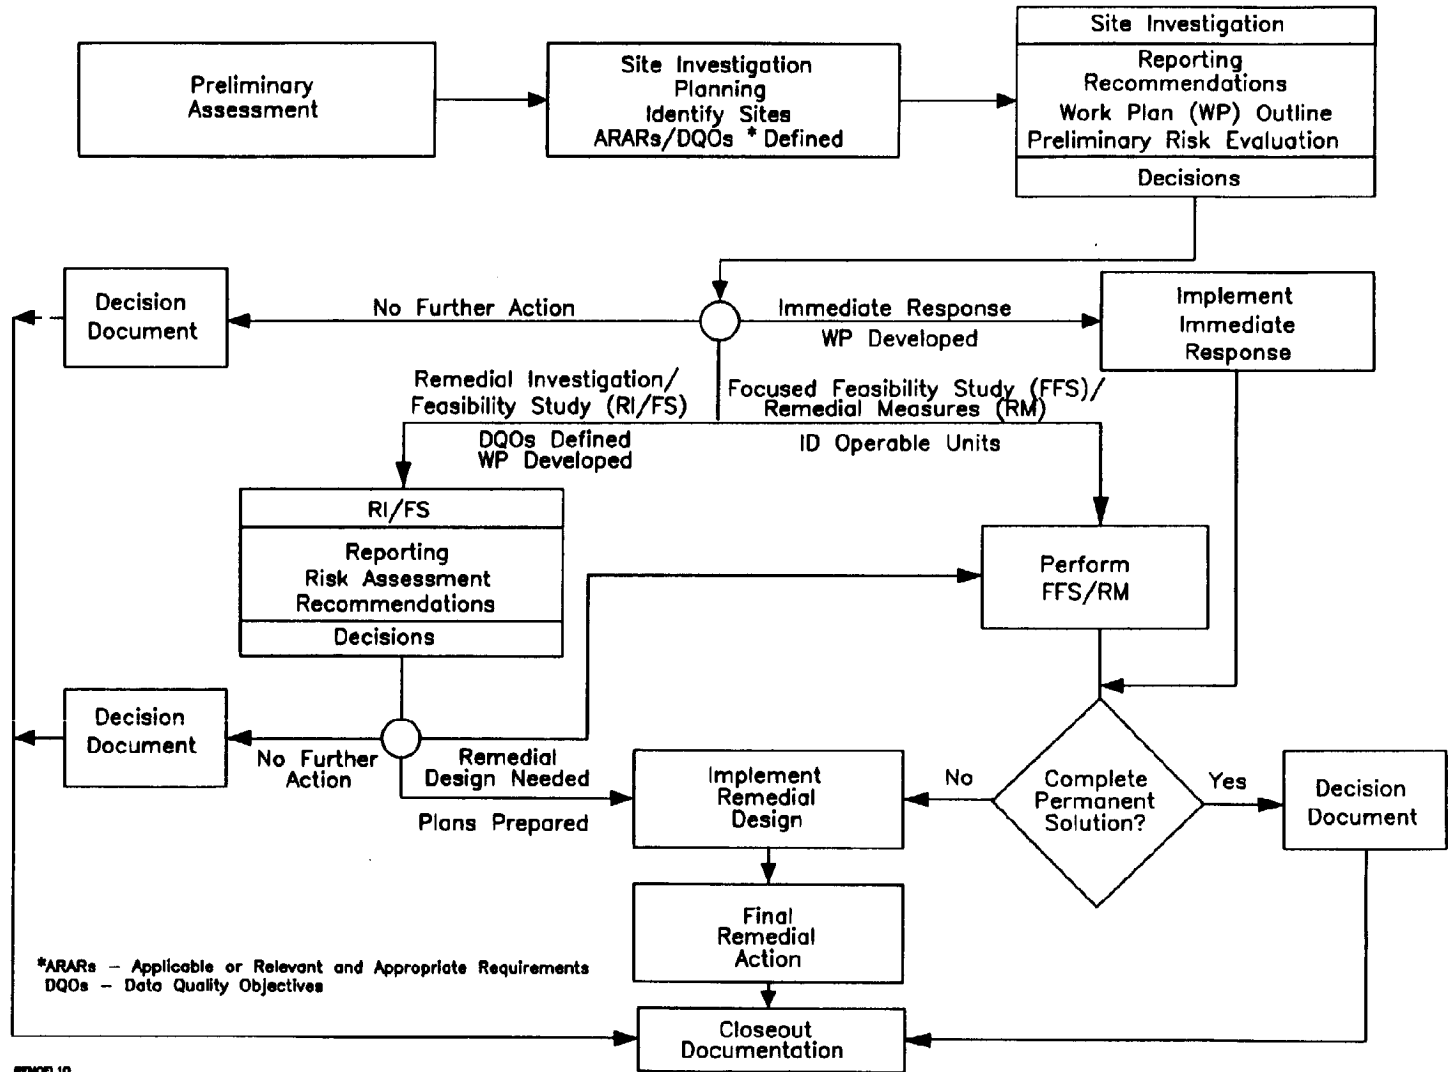 Preliminary
Assessment
Site Investigation
Planning
Identify Sites
ARARs/DQOs * Defined
Site Investigation
Reporting
Recommendations
Work Plan (WP) Outline
Preliminary Risk Evaluation
Decisions
Decision
Document
No Further Action
Immediate Response
WP Developed
Implement
Immediate
Response
Remedial Investigation/
Feasibility Study (RI/FS)
DQOs Defined
WP Developed
Focused Feasibility Study (FFS)/
Remedial Measures (RM)
ID Operable Units
RI/FS
Reporting
Risk Assessment
Recommendations
Decisions
Perform
FFS/RM
Decision
Document
No Further
Action
Remedial
Design Needed
Plans Prepared
Implement
Remedial
Design
No
Complete
Permanent
Solution?
Yes
Decision
Document
Final
Remedial
Action
*ARARs – Applicable or Relevant and Appropriate Requirements
DQOs – Data Quality Objectives
Closeout
Documentation